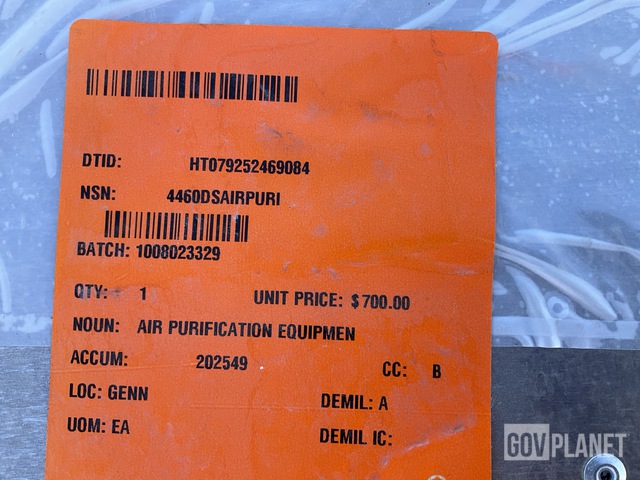 DTID: HT079252469084
NSN: 4460DSAIRPURI
BATCH: 1008023329
QTY: 1 UNIT PRICE: $700.00
NOUN: AIR PURIFICATION EQUIPMEN
ACCUM: 202549 CC: B
LOC: GENN DEMIL: A
UOM: EA DEMIL IC:
GOVPLANET